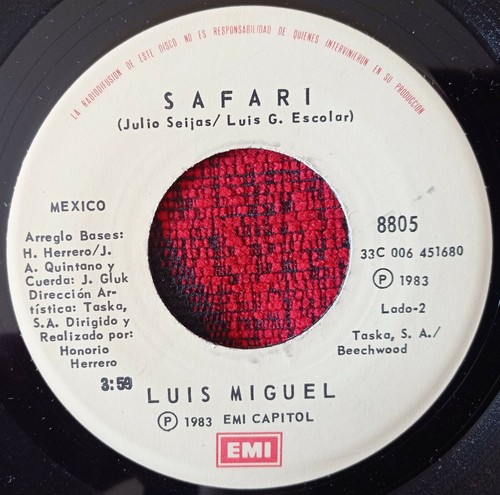 LA RADIODIFUSION DE ESTE DISCO NO ES RESPONSABILIDAD DE QUIENES INTERVINIERON EN SU PRODUCCION
SAFARI
(Julio Seijas/ Luis G. Escolar)
MEXICO
Arreglo Bases:
H. Herrero/J.
A. Quintano y
Cuerda: J. Gluk
Dirección Ar-
tística: Taska,
S.A. Dirigido y
Realizado por:
Honorio
Herrero
3:59
8805
33C 006 451680
Ⓟ 1983
Lado-2
Taska, S. A./
Beechwood
LUIS MIGUEL
Ⓟ 1983 EMI CAPITOL
EMI